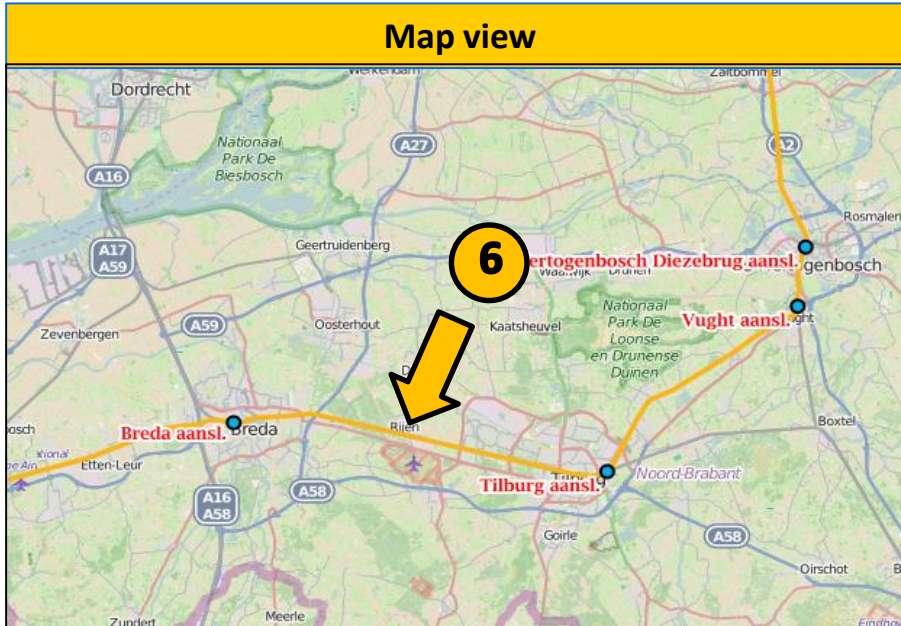 Map view
Dordrecht
Werkendam
Zaltbommel
Nationaal
Park De
Biesbosch
A27
A2
A16
Rosmalen
A17
A59
Geertruidenberg
6
ertogenbosch Diezebrug aansl.
Waalwijk
Drunen
ogenbosch
Zevenbergen
A59
Oosterhout
Kaatsheuvel
Nationaal
Park De
Loonse
en Drunense
Duinen
Vught aansl.
ght
Breda aansl.
Breda
Rijen
Boxtel
Etten-Leur
Tilburg aansl.
Noord-Brabant
A16
A58
A58
Goirle
A58
Oirschot
Zundert
Meerle